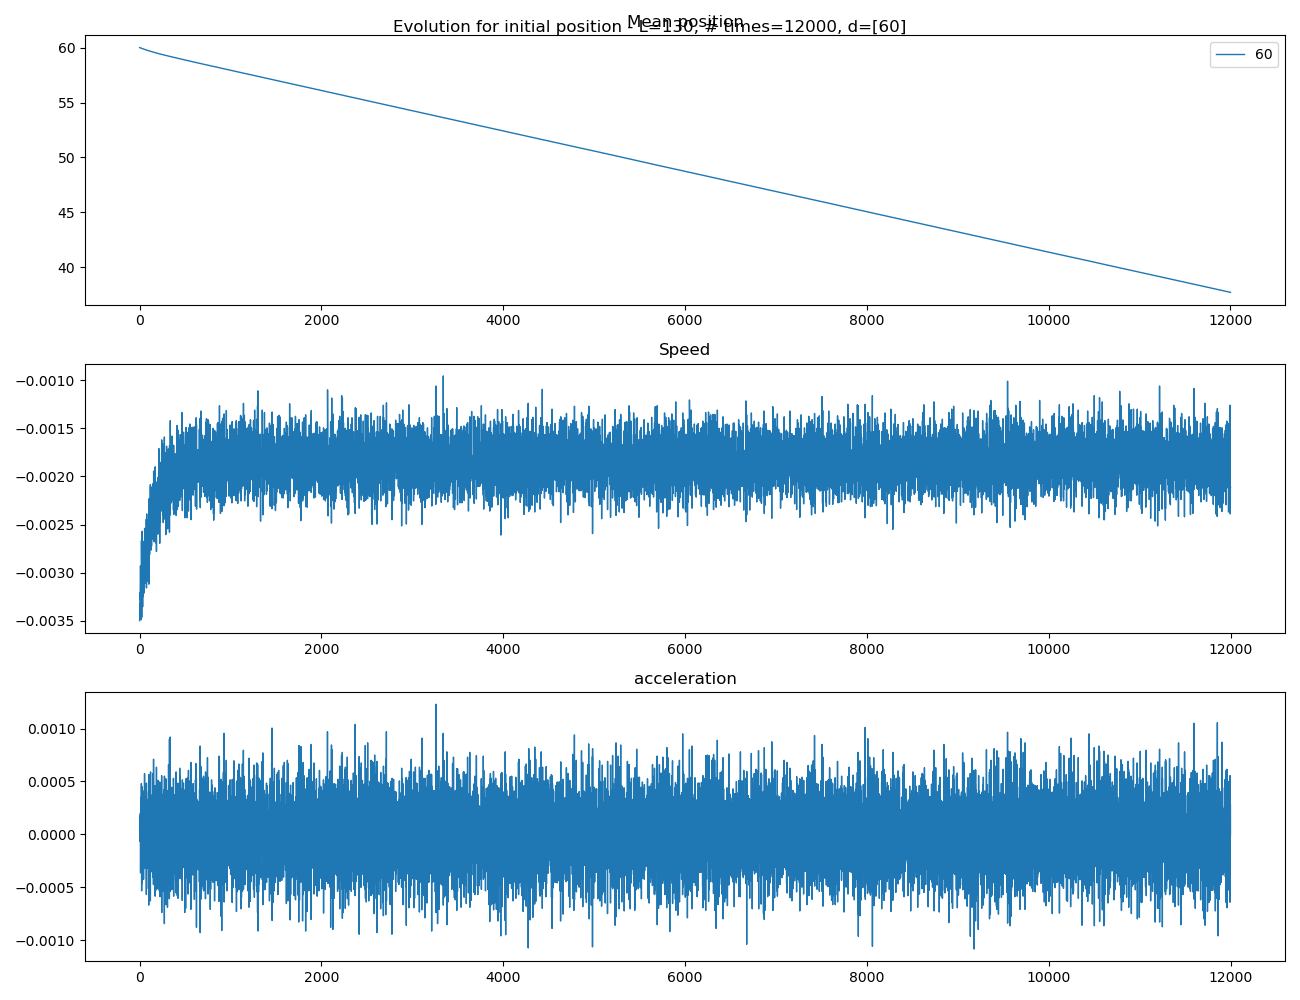 Mean position
Evolution for initial position - L=130, # times=12000, d=[60]
60
60
55
50
45
40
0 2000 4000 6000 8000 10000 12000
Speed
−0.0010
−0.0015
−0.0020
−0.0025
−0.0030
−0.0035
0 2000 4000 6000 8000 10000 12000
acceleration
0.0010
0.0005
0.0000
−0.0005
−0.0010
0 2000 4000 6000 8000 10000 12000